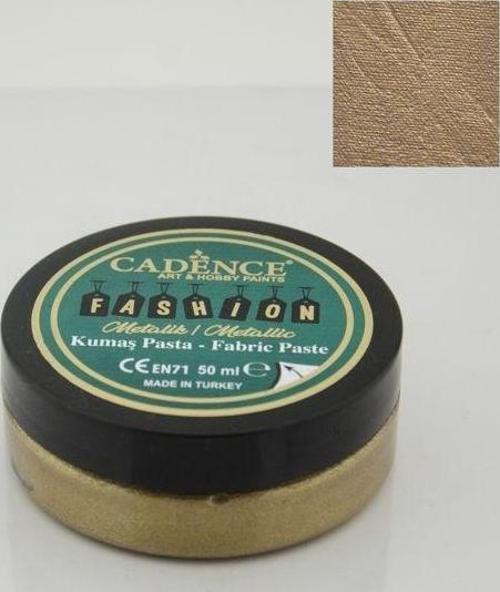 CADENCE®
ART & HOBBY PAINTS
FASHION
Metalik / Metallic
Kumaş Pasta - Fabric Paste
CE EN71 50 ml ℮
MADE IN TURKEY